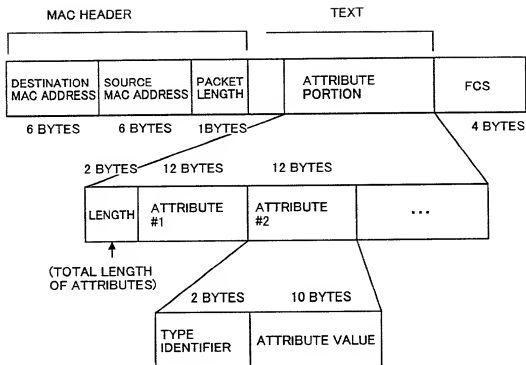 MAC HEADER
TEXT
DESTINATION MAC ADDRESS
SOURCE MAC ADDRESS
PACKET LENGTH
ATTRIBUTE PORTION
FCS
6 BYTES
6 BYTES
1BYTES
4 BYTES
2 BYTES
12 BYTES
12 BYTES
LENGTH
ATTRIBUTE #1
ATTRIBUTE #2
...
(TOTAL LENGTH
OF ATTRIBUTES)
2 BYTES
10 BYTES
TYPE IDENTIFIER
ATTRIBUTE VALUE